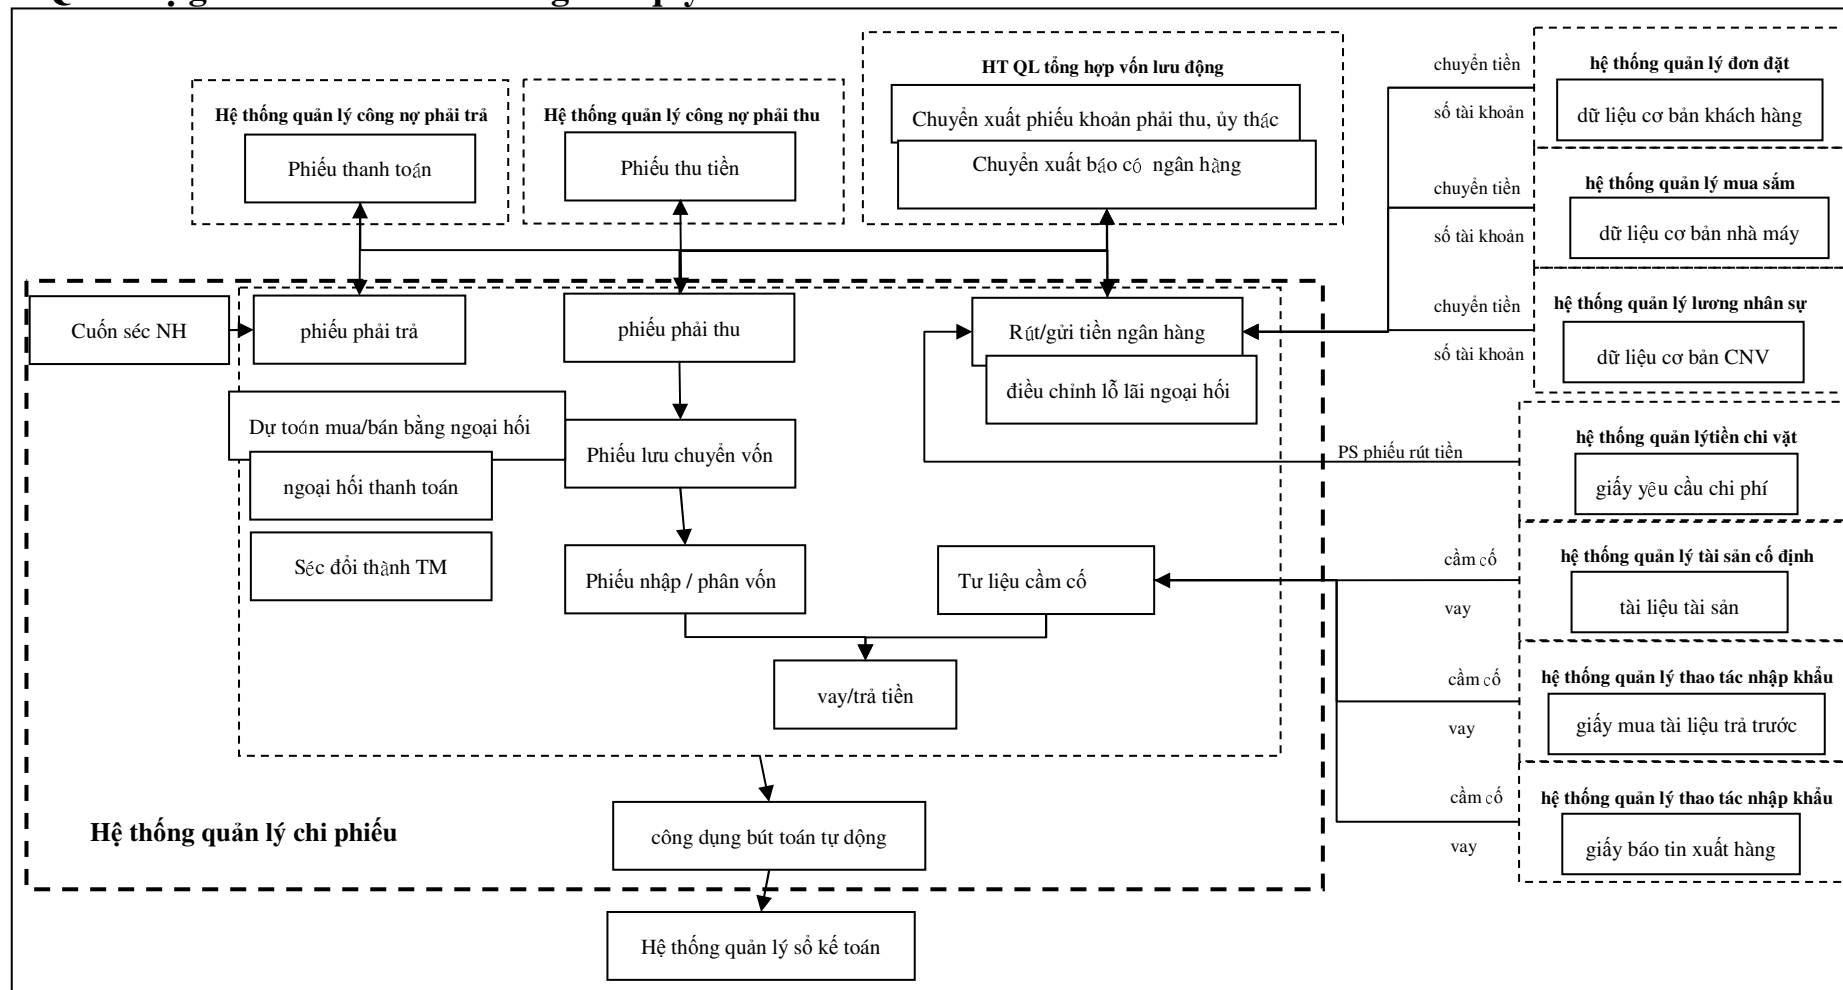 HT QL tổng hợp vốn lưu động
Chuyển xuất phiếu khoản phải thu, ủy thác
Chuyển xuất báo có ngân hàng
Hệ thống quản lý công nợ phải trả
Phiếu thanh toán
Hệ thống quản lý công nợ phải thu
Phiếu thu tiền
chuyển tiền
số tài khoản
hệ thống quản lý đơn đặt
dữ liệu cơ bản khách hàng
chuyển tiền
số tài khoản
hệ thống quản lý mua sắm
dữ liệu cơ bản nhà máy
chuyển tiền
số tài khoản
hệ thống quản lý lương nhân sự
dữ liệu cơ bản CNV
Cuốn séc NH
phiếu phải trả
phiếu phải thu
Rút/gửi tiền ngân hàng
điều chỉnh lỗ lãi ngoại hối
Dự toán mua/bán bằng ngoại hối
ngoại hối thanh toán
Séc đổi thành TM
Phiếu lưu chuyển vốn
Phiếu nhập / phân vốn
Tư liệu cầm cố
vay/trả tiền
PS phiếu rút tiền
hệ thống quản lýtiền chi vặt
giấy yêu cầu chi phí
cầm cố
vay
hệ thống quản lý tài sản cố định
tài liệu tài sản
cầm cố
vay
hệ thống quản lý thao tác nhập khẩu
giấy mua tài liệu trả trước
cầm cố
vay
hệ thống quản lý thao tác nhập khẩu
giấy báo tin xuất hàng
Hệ thống quản lý chi phiếu
công dụng bút toán tự dộng
Hệ thống quản lý sổ kế toán